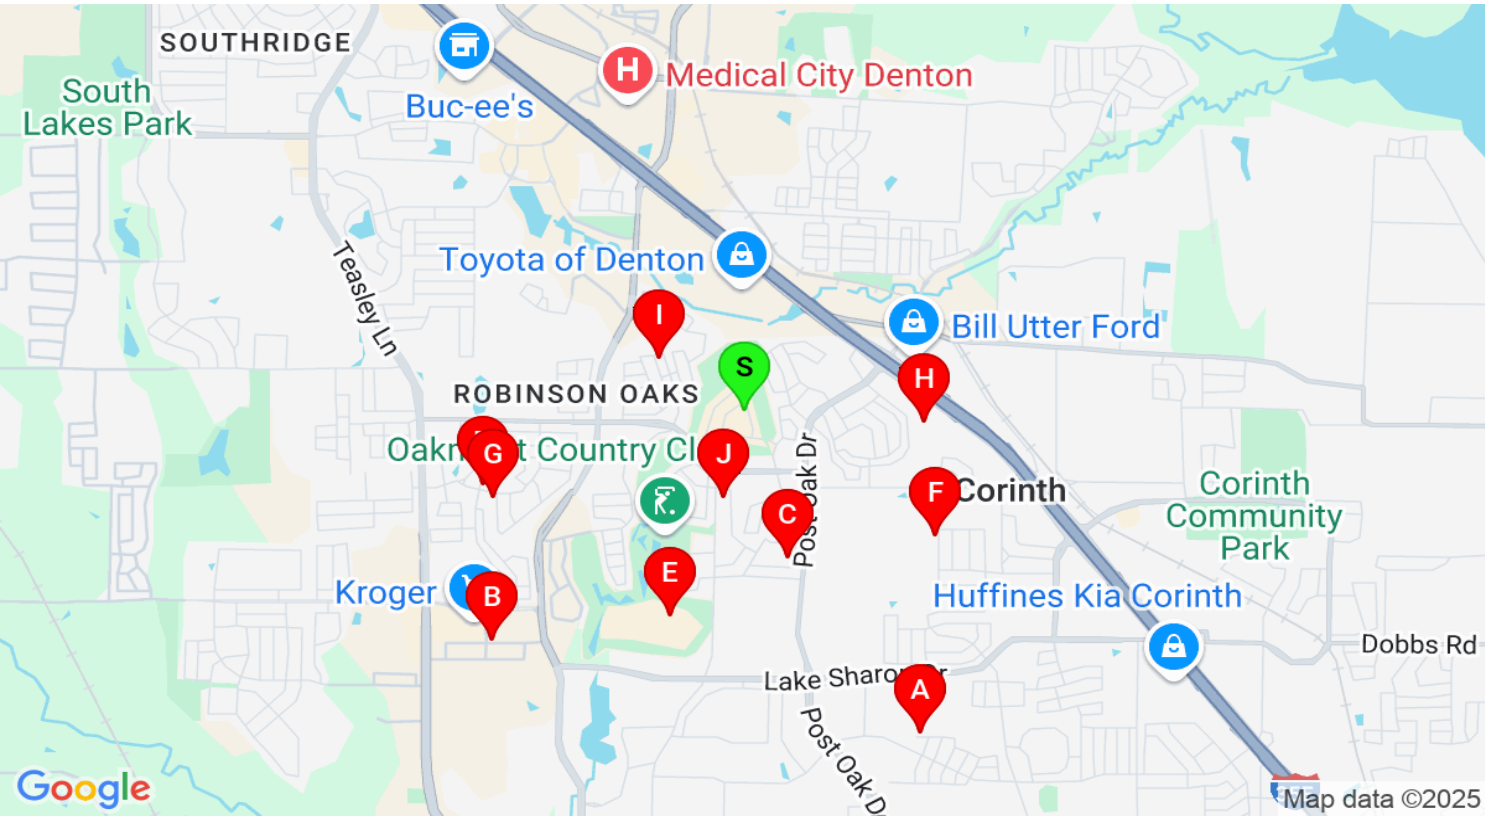 SOUTHRIDGE
South
Lakes Park
Buc-ee's
H
Medical City Denton
Teasley Ln
Toyota of Denton
I
Bill Utter Ford
S
H
ROBINSON OAKS
G
J
F
Corinth
Post Oak Dr
C
Corinth
Community
Park
E
Kroger
B
Huffines Kia Corinth
Dobbs Rd
Lake Sharon Dr
A
Post Oak Dr
Google
Map data ©2025